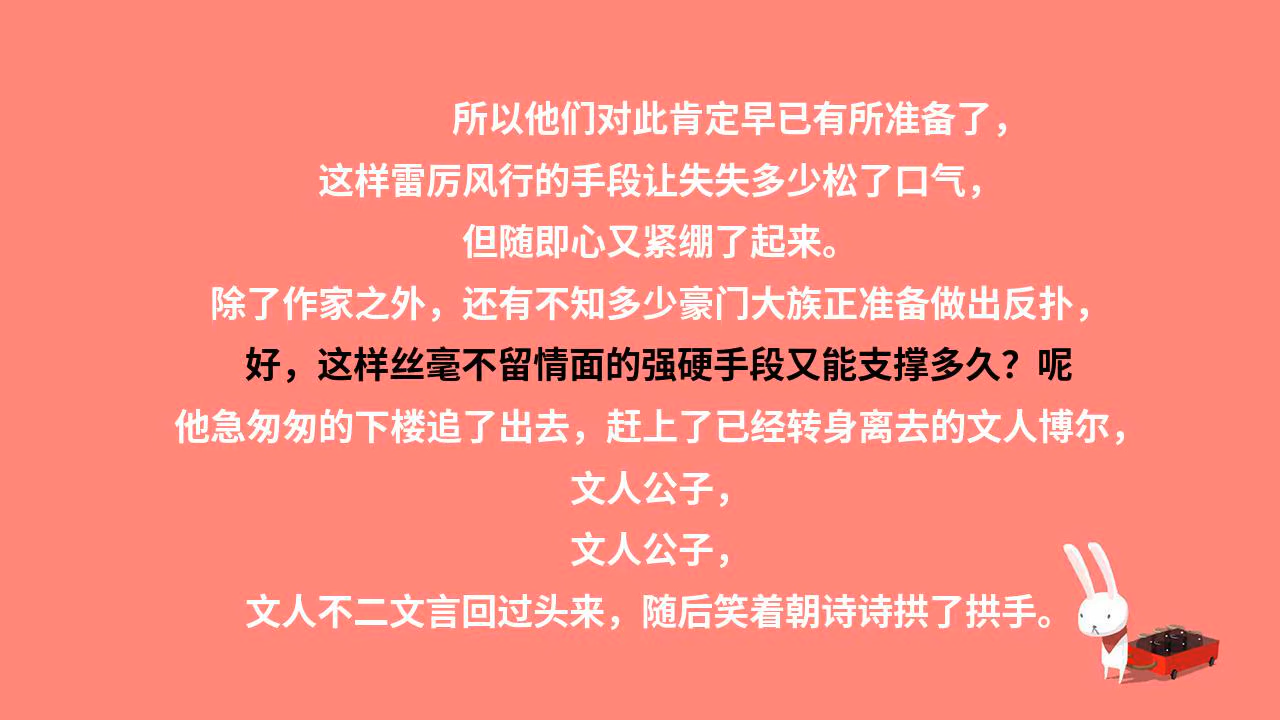 所以他们对此肯定早已有所准备了，
这样雷厉风行的手段让失失多少松了口气，
但随即心又紧绷了起来。
除了作家之外，还有不知多少豪门大族正准备做出反扑，
好，这样丝毫不留情面的强硬手段又能支撑多久？呢
他急匆匆的下楼追了出去，赶上了已经转身离去的文人博尔，
文人公子，
文人公子，
文人不二文言回过头来，随后笑着朝诗诗拱了拱手。